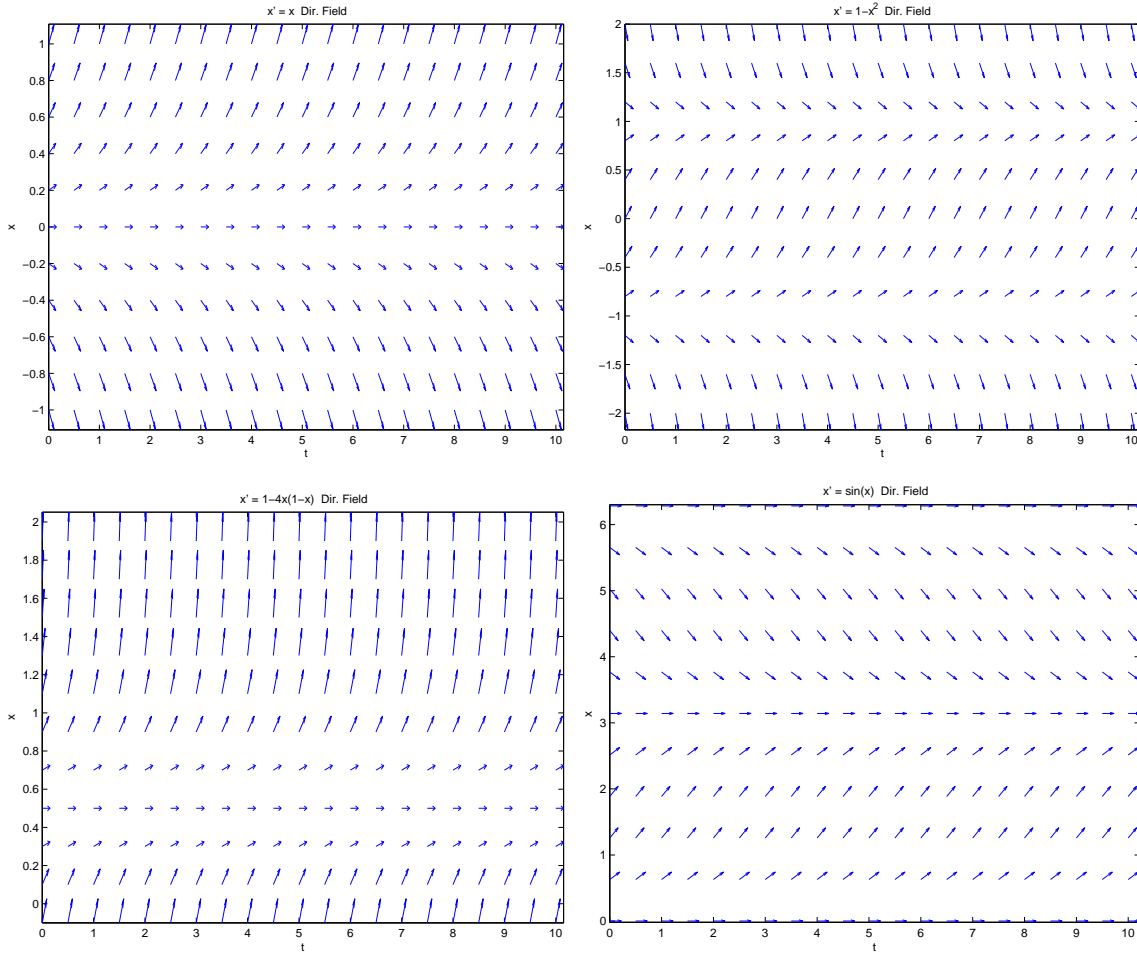 x' = x  Dir. Field
1
0.8
0.6
0.4
0.2
0
−0.2
−0.4
−0.6
−0.8
−1
x
0 1 2 3 4 5 6 7 8 9 10
t
x' = 1−x² Dir. Field
2
1.5
1
0.5
0
−0.5
−1
−1.5
−2
x
0 1 2 3 4 5 6 7 8 9 10
t
x' = 1−4x(1−x)  Dir. Field
2
1.8
1.6
1.4
1.2
1
0.8
0.6
0.4
0.2
0
x
0 1 2 3 4 5 6 7 8 9 10
t
x' = sin(x)  Dir. Field
6
5
4
3
2
1
0
x
0 1 2 3 4 5 6 7 8 9 10
t